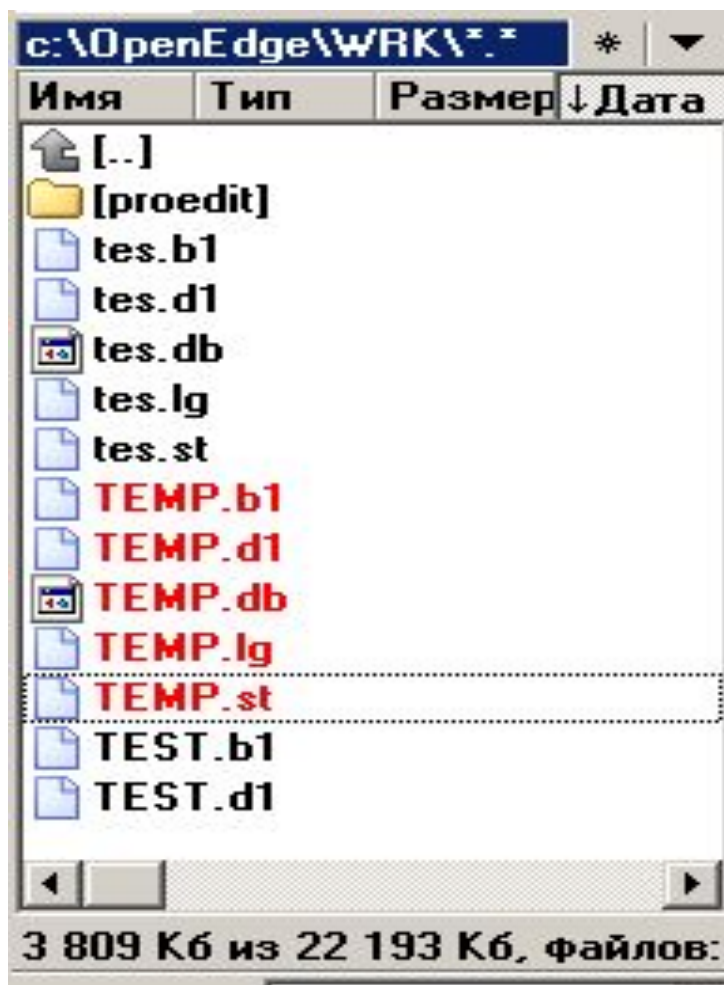 c:\OpenEdge\WRK\*.* * ▼
Имя Тип Размер ↓Дата
[..]
[proedit]
tes.b1
tes.d1
tes.db
tes.lg
tes.st
TEMP.b1
TEMP.d1
TEMP.db
TEMP.lg
TEMP.st
TEST.b1
TEST.d1
3 809 Кб из 22 193 Кб, файлов: